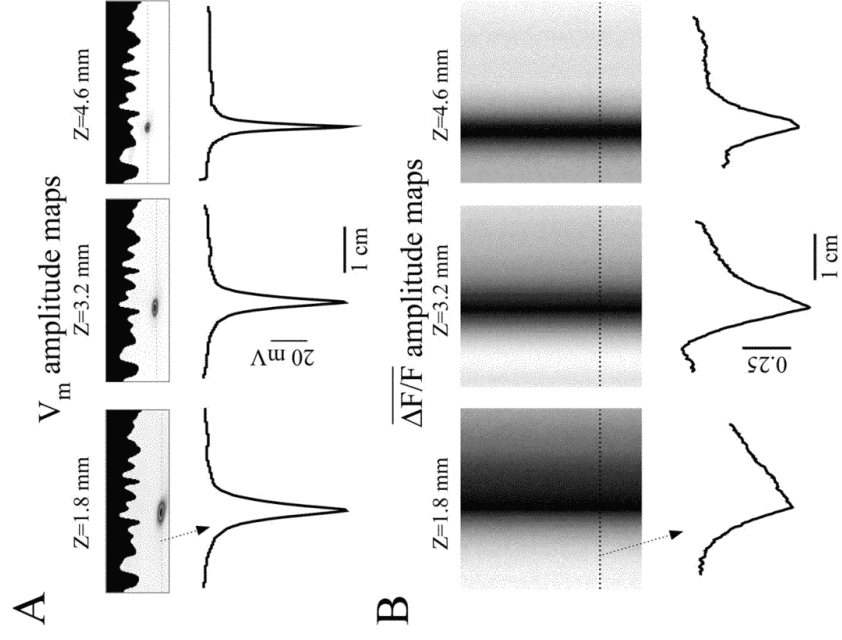 A
V_m amplitude maps
Z=1.8 mm
Z=3.2 mm
Z=4.6 mm
20 mV
1 cm
B
ΔF/F amplitude maps
Z=1.8 mm
Z=3.2 mm
Z=4.6 mm
0.25
1 cm